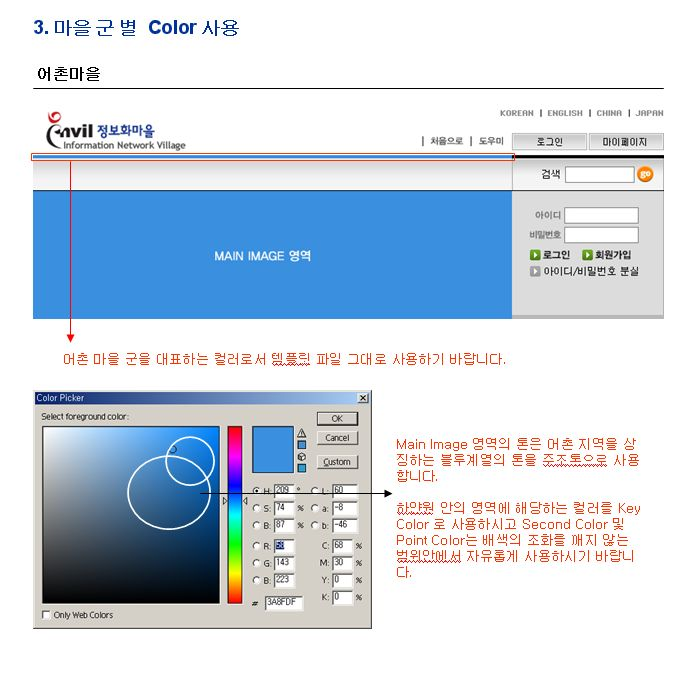 3. 마을 군 별 Color 사용
어촌마을
KOREAN | ENGLISH | CHINA | JAPAN
invil 정보화마을
Information Network Village
| 처음으로 | 도우미
로그인
마이페이지
검색
go
MAIN IMAGE 영역
아이디
비밀번호
로그인
회원가입
아이디/비밀번호 분실
어촌 마을 군을 대표하는 컬러로서 템플릿 파일 그대로 사용하기 바랍니다.
Color Picker
Select foreground color:
OK
Cancel
Custom
H: 209 °
S: 74 %
B: 87 %
R: 58
G: 143
B: 223
# 3A8FDF
L: 60
a: -8
b: -46
C: 68 %
M: 30 %
Y: 0 %
K: 0 %
Only Web Colors
Main Image 영역의 톤은 어촌 지역을 상
징하는 블루계열의 톤을 주조톤으로 사용
합니다.
하얀원 안의 영역에 해당하는 컬러를 Key
Color 로 사용하시고 Second Color 및
Point Color는 배색의 조화를 깨지 않는
범위안에서 자유롭게 사용하시기 바랍니
다.